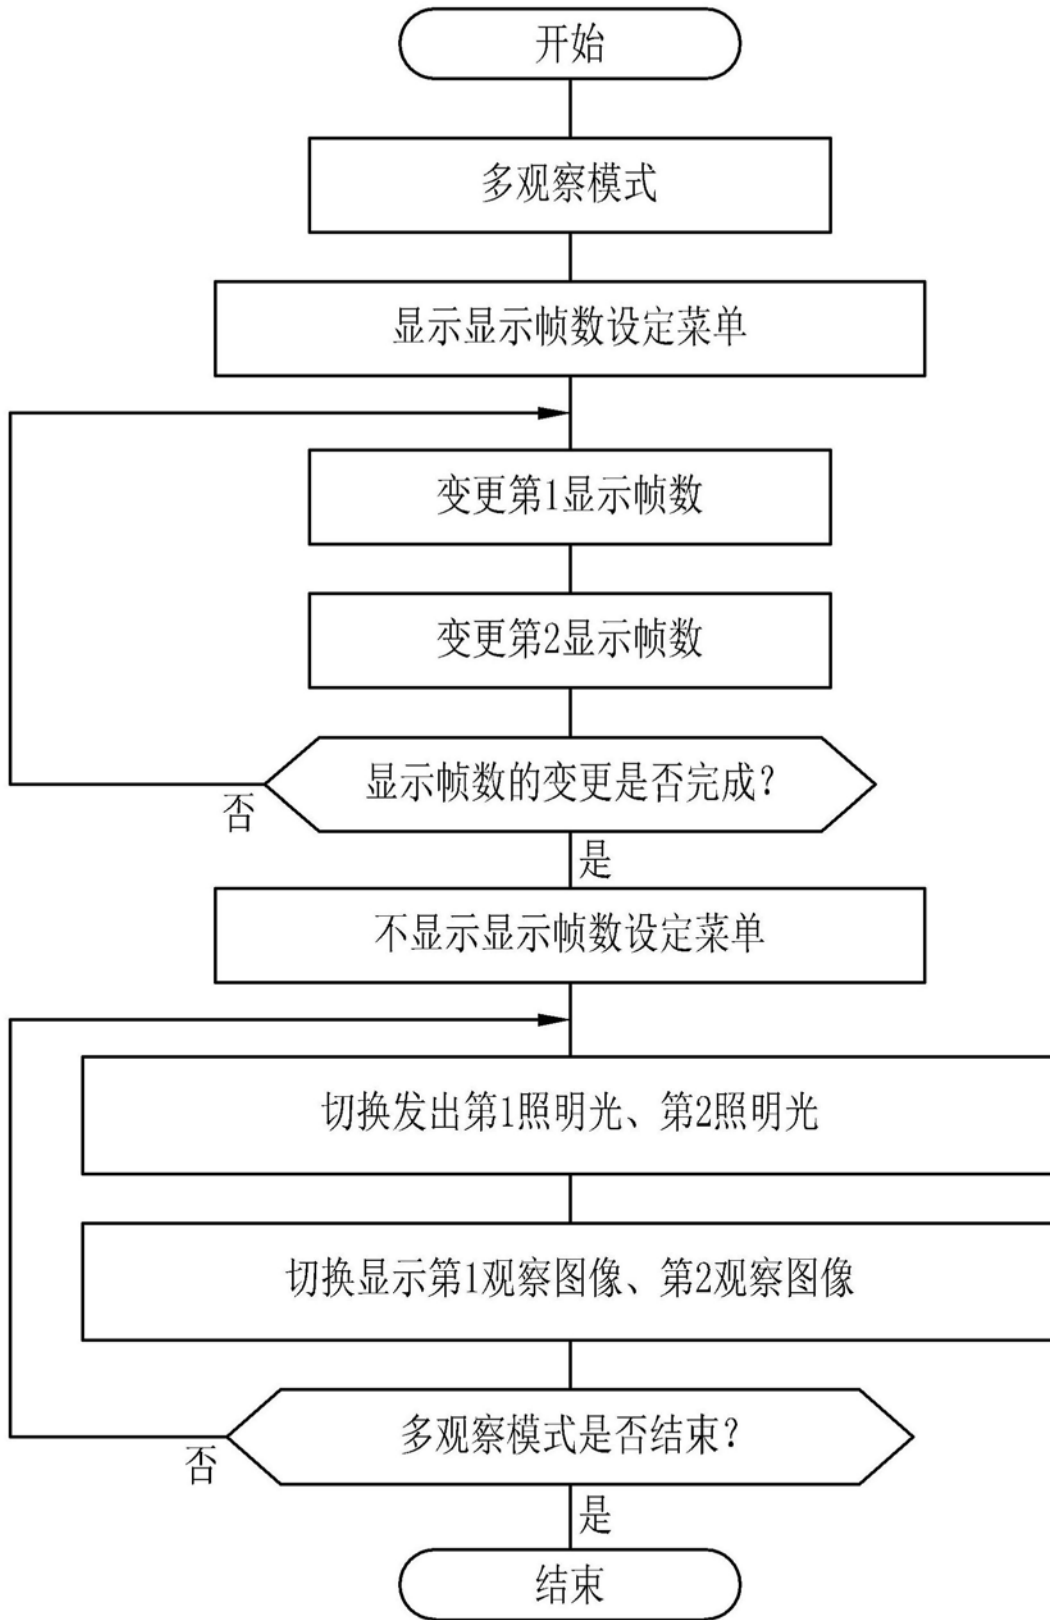 开始
多观察模式
显示显示帧数设定菜单
变更第1显示帧数
变更第2显示帧数
显示帧数的变更是否完成?
否
是
不显示显示帧数设定菜单
切换发出第1照明光、第2照明光
切换显示第1观察图像、第2观察图像
多观察模式是否结束?
否
是
结束